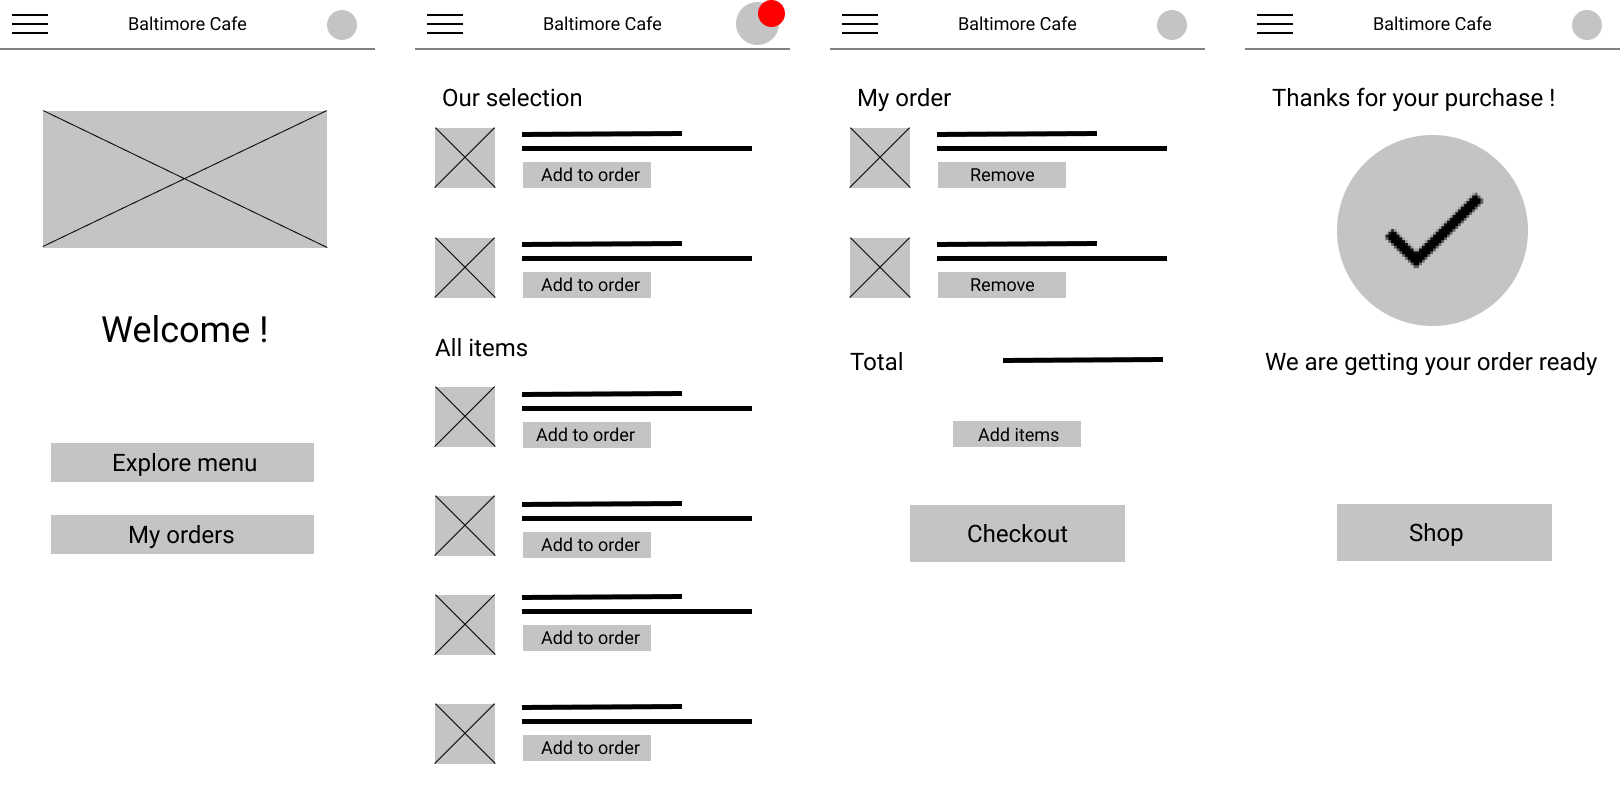 Baltimore Cafe
Welcome !
Explore menu
My orders
Baltimore Cafe
Our selection
Add to order
Add to order
All items
Add to order
Add to order
Add to order
Add to order
Baltimore Cafe
My order
Remove
Remove
Total
Add items
Checkout
Baltimore Cafe
Thanks for your purchase !
We are getting your order ready
Shop